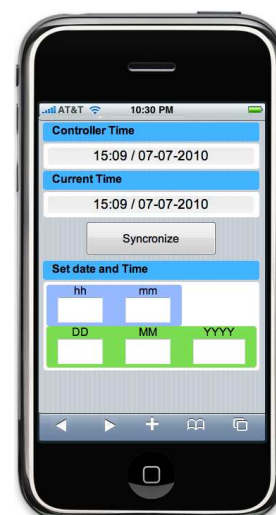 AT&T 10:30 PM
Controller Time
15:09 / 07-07-2010
Current Time
15:09 / 07-07-2010
Syncronize
Set date and Time
hh mm
DD MM YYYY